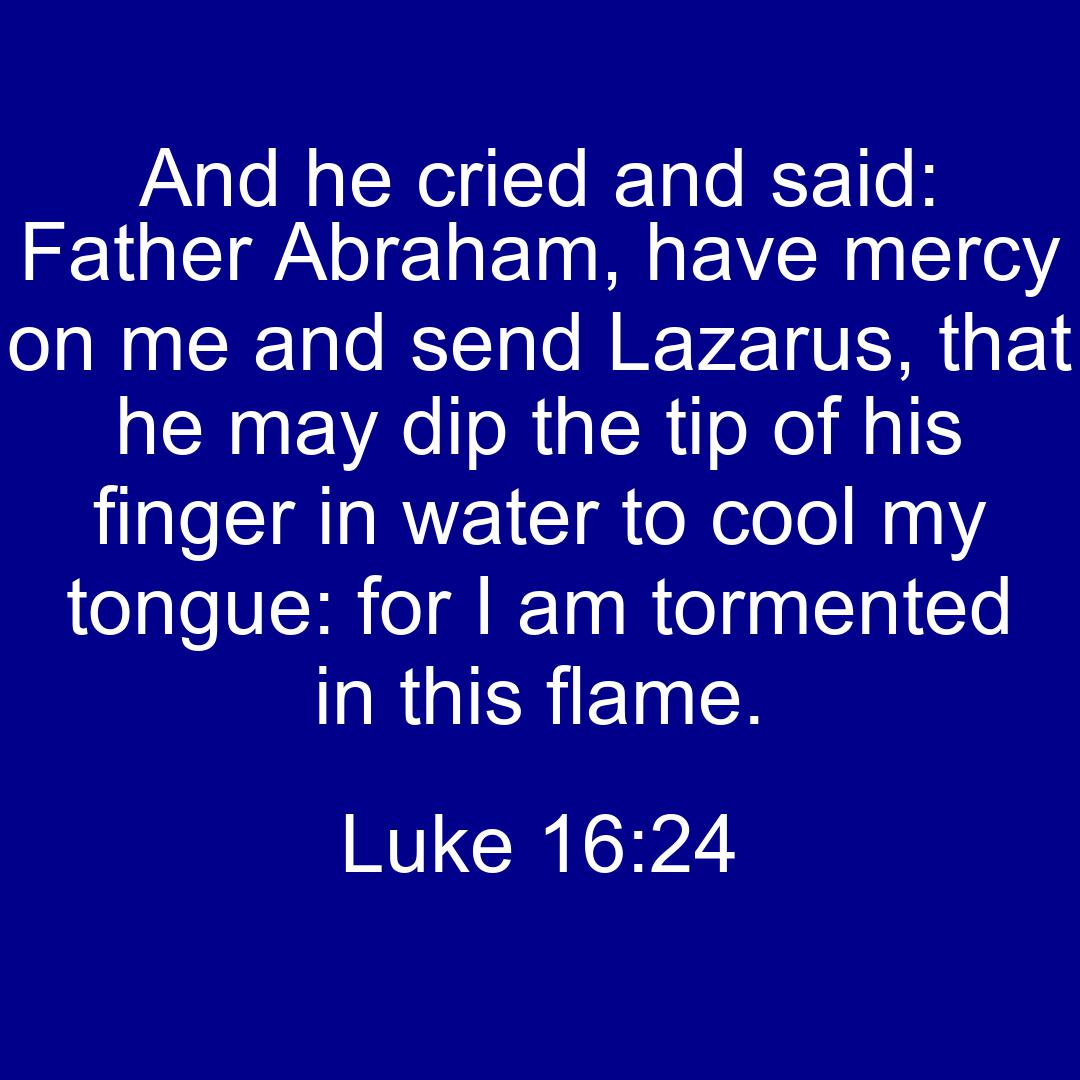 And he cried and said:
Father Abraham, have mercy
on me and send Lazarus, that
he may dip the tip of his
finger in water to cool my
tongue: for I am tormented
in this flame.
Luke 16:24